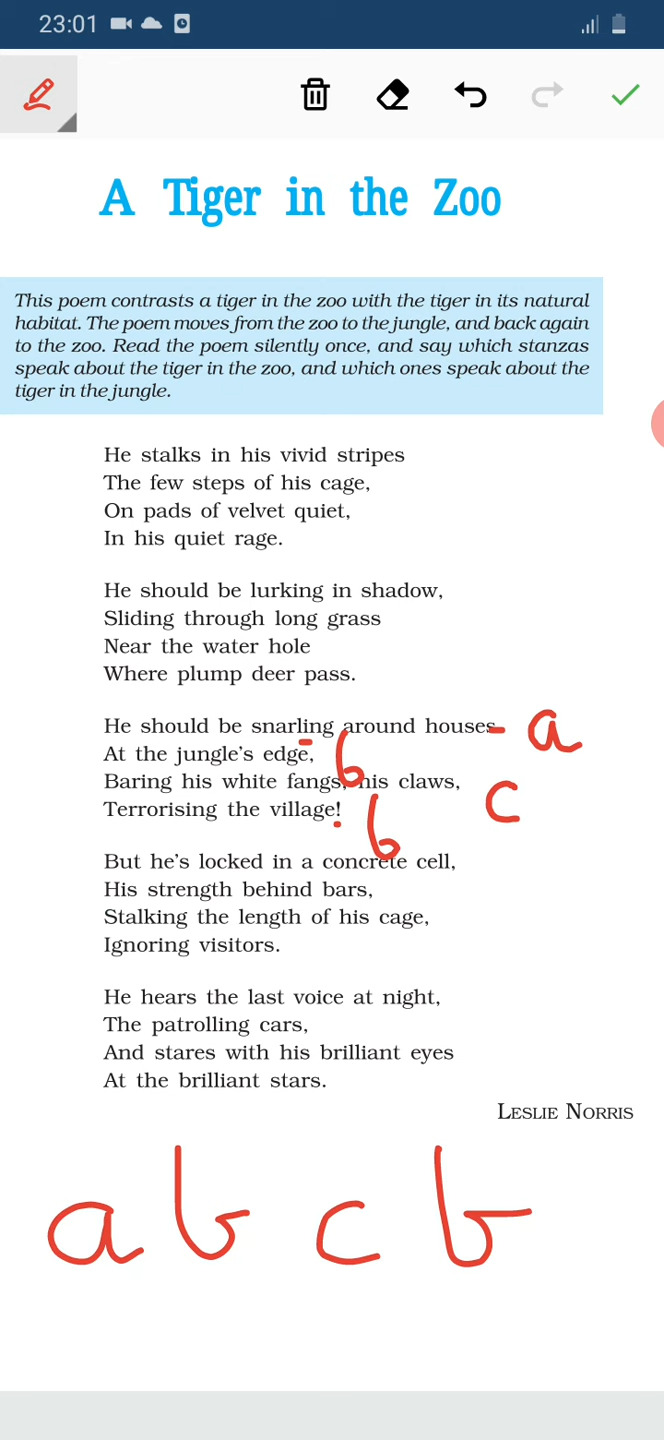 23:01
A Tiger in the Zoo
This poem contrasts a tiger in the zoo with the tiger in its natural
habitat. The poem moves from the zoo to the jungle, and back again
to the zoo. Read the poem silently once, and say which stanzas
speak about the tiger in the zoo, and which ones speak about the
tiger in the jungle.
He stalks in his vivid stripes
The few steps of his cage,
On pads of velvet quiet,
In his quiet rage.
He should be lurking in shadow,
Sliding through long grass
Near the water hole
Where plump deer pass.
He should be snarling around houses a
At the jungle's edge, b
Baring his white fangs, his claws, c
Terrorising the village! b
But he's locked in a concrete cell,
His strength behind bars,
Stalking the length of his cage,
Ignoring visitors.
He hears the last voice at night,
The patrolling cars,
And stares with his brilliant eyes
At the brilliant stars.
LESLIE NORRIS
a b c b